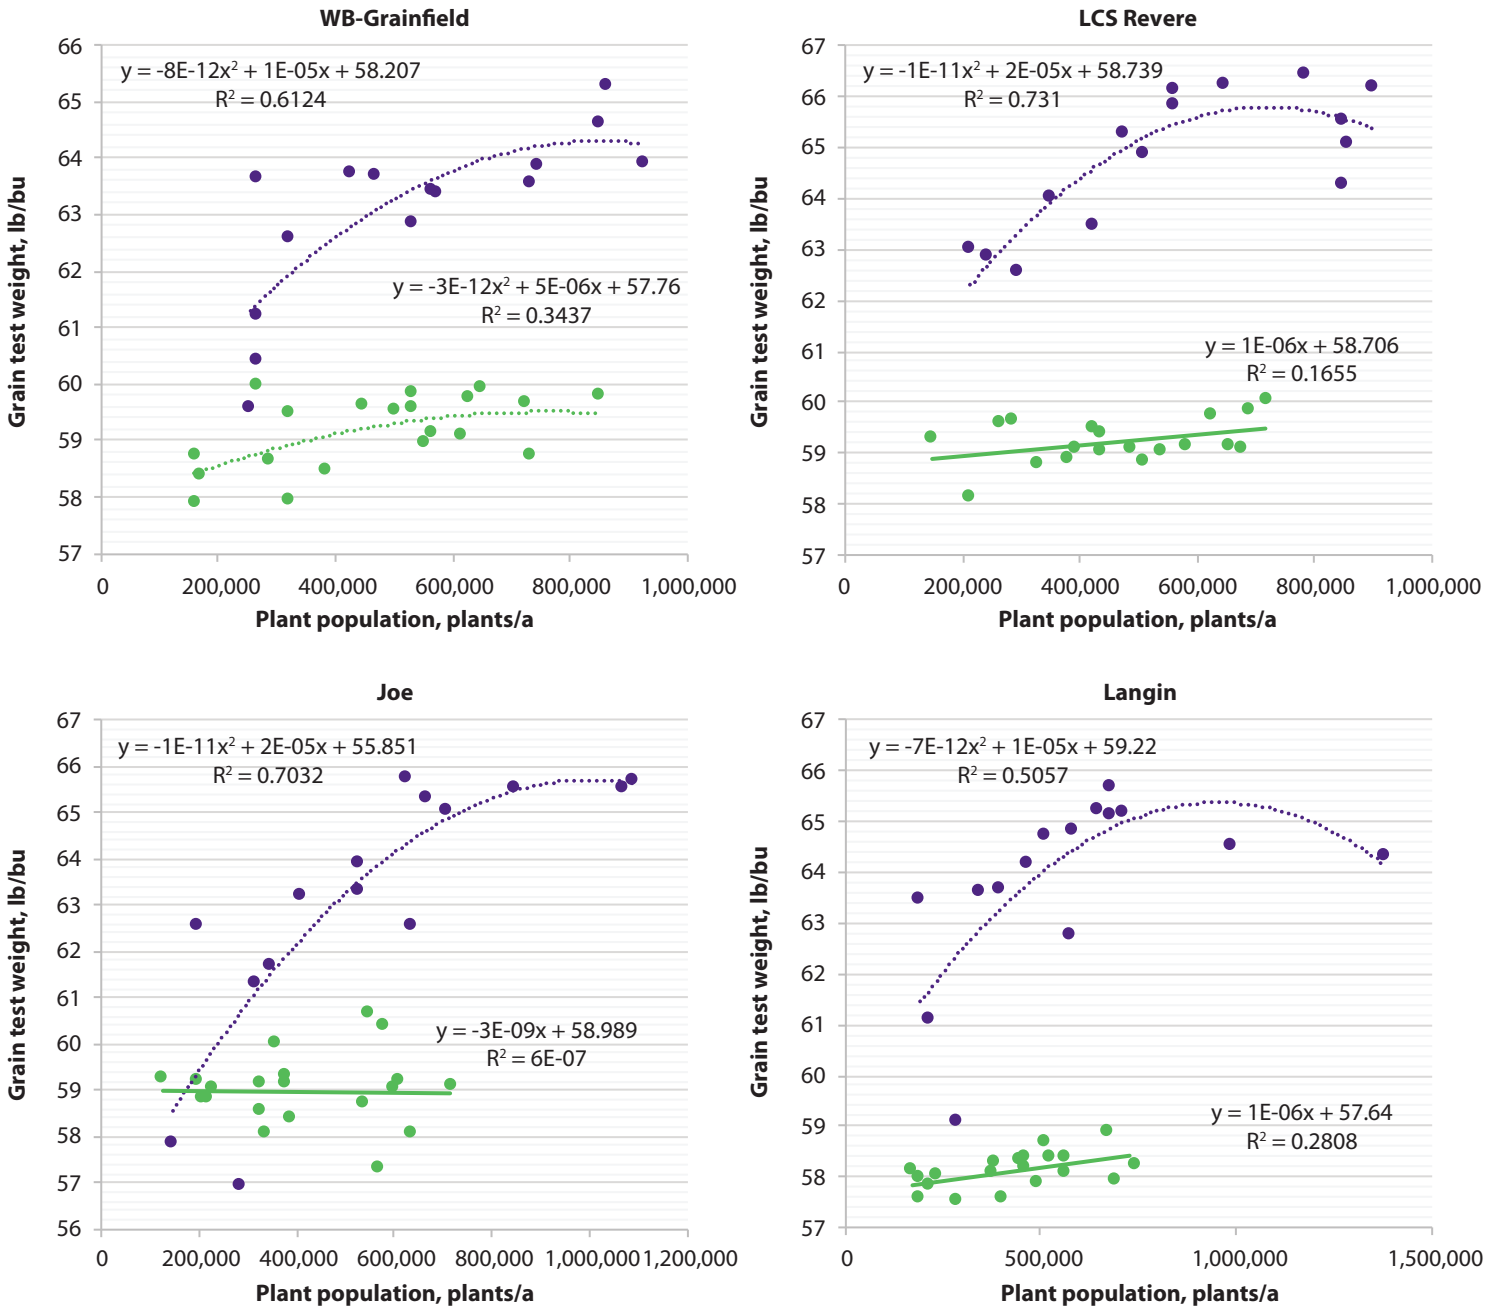 WB-Grainfield
66
65
64
63
62
61
60
59
58
57
Grain test weight, lb/bu
y = -8E-12x² + 1E-05x + 58.207
R² = 0.6124
y = -3E-12x² + 5E-06x + 57.76
R² = 0.3437
0 200,000 400,000 600,000 800,000 1,000,000
Plant population, plants/a
LCS Revere
67
66
65
64
63
62
61
60
59
58
57
Grain test weight, lb/bu
y = -1E-11x² + 2E-05x + 58.739
R² = 0.731
y = 1E-06x + 58.706
R² = 0.1655
0 200,000 400,000 600,000 800,000 1,000,000
Plant population, plants/a
Joe
67
66
65
64
63
62
61
60
59
58
57
56
Grain test weight, lb/bu
y = -1E-11x² + 2E-05x + 55.851
R² = 0.7032
y = -3E-09x + 58.989
R² = 6E-07
0 200,000 400,000 600,000 800,000 1,000,000 1,200,000
Plant population, plants/a
Langin
67
66
65
64
63
62
61
60
59
58
57
Grain test weight, lb/bu
y = -7E-12x² + 1E-05x + 59.22
R² = 0.5057
y = 1E-06x + 57.64
R² = 0.2808
0 500,000 1,000,000 1,500,000
Plant population, plants/a